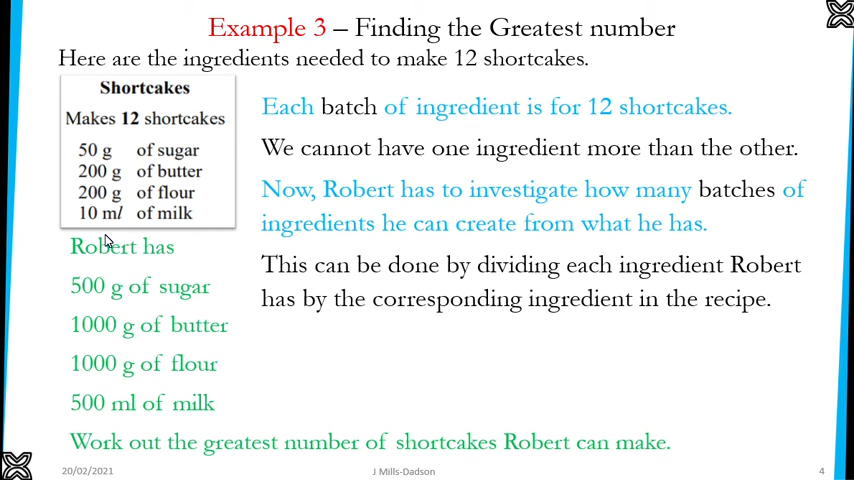 Example 3 – Finding the Greatest number
Here are the ingredients needed to make 12 shortcakes.
Shortcakes
Makes 12 shortcakes
50 g of sugar
200 g of butter
200 g of flour
10 ml of milk
Robert has
500 g of sugar
1000 g of butter
1000 g of flour
500 ml of milk
Each batch of ingredient is for 12 shortcakes.
We cannot have one ingredient more than the other.
Now, Robert has to investigate how many batches of
ingredients he can create from what he has.
This can be done by dividing each ingredient Robert
has by the corresponding ingredient in the recipe.
Work out the greatest number of shortcakes Robert can make.
20/02/2021
J Mills-Dadson
4